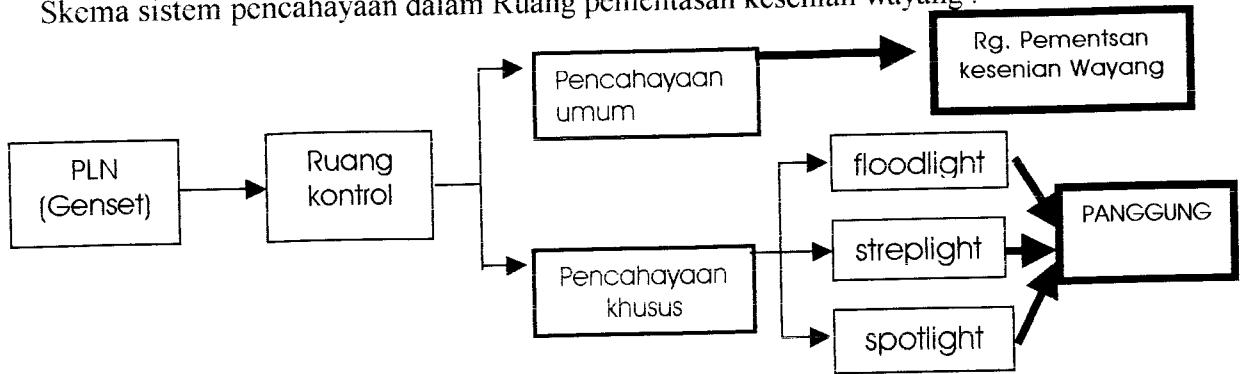 Skema sistem pencahayaan dalam Ruang pementasan kesenian wayang :
Rg. Pementsan
kesenian Wayang
Pencahayaan
umum
PLN
(Genset)
Ruang
kontrol
floodlight
PANGGUNG
streplight
Pencahayaan
khusus
spotlight